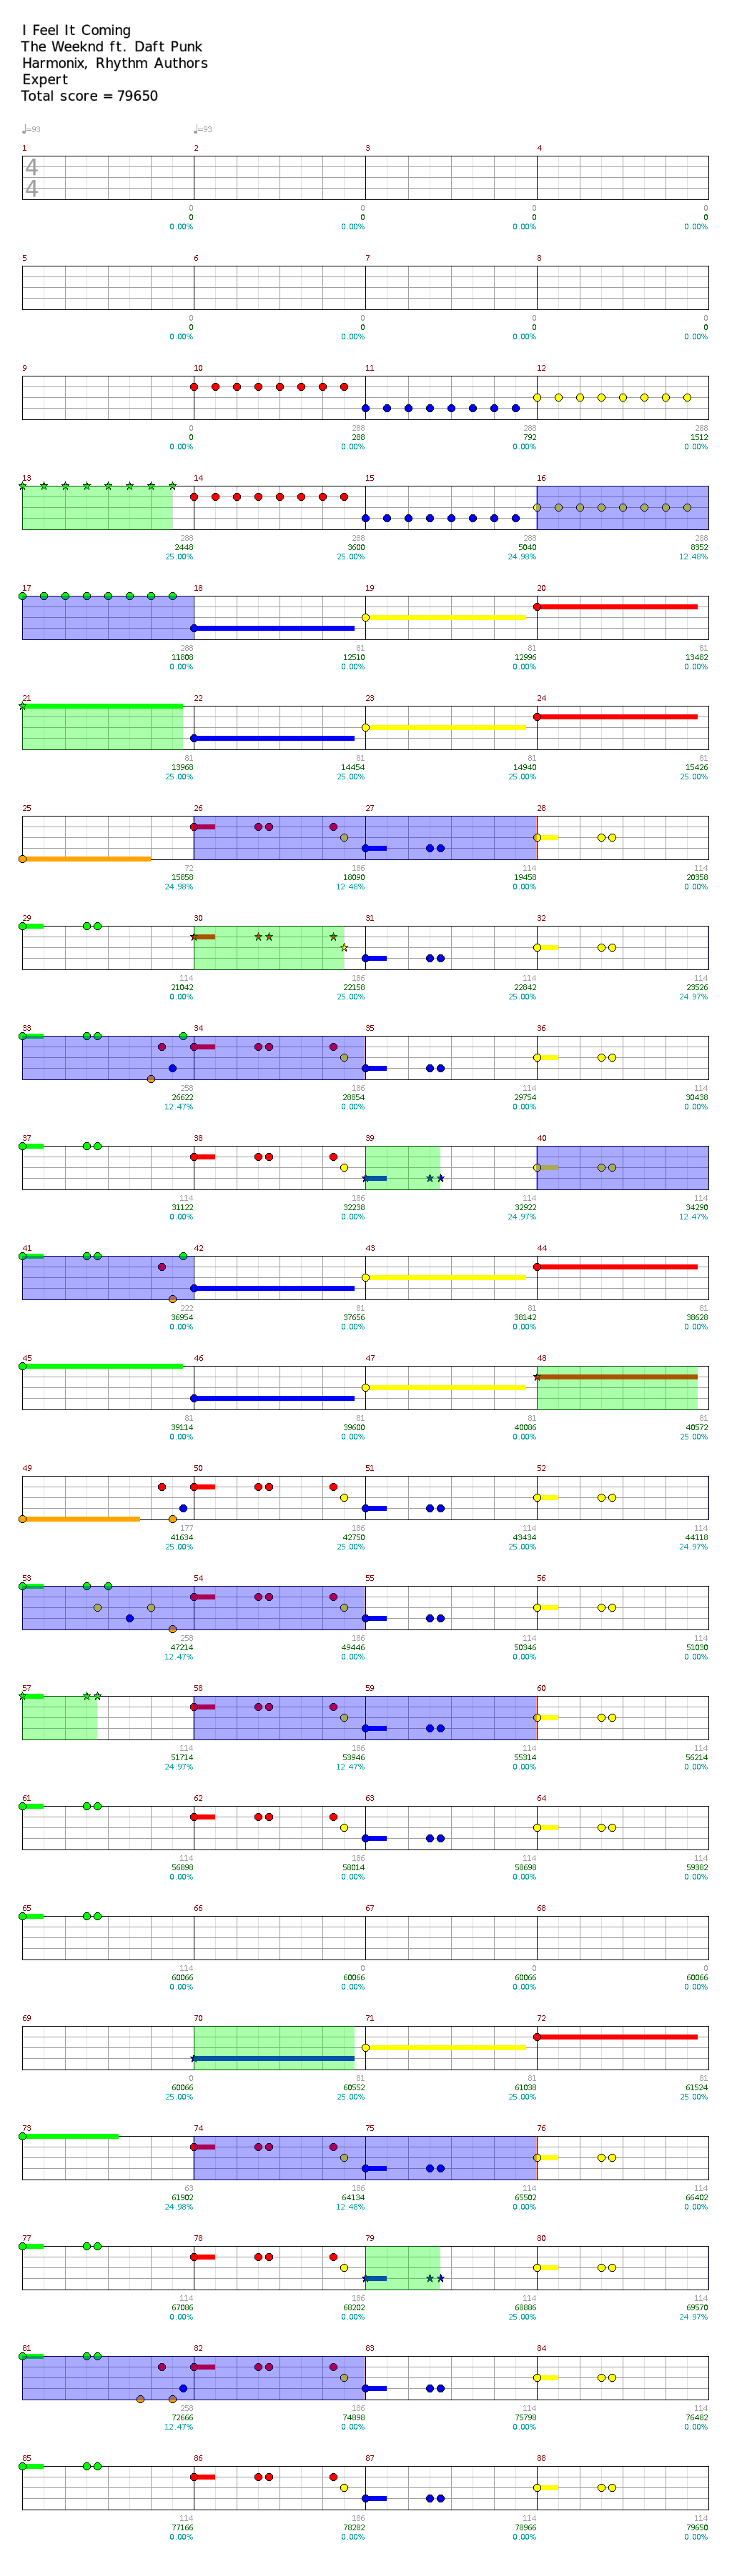 I Feel It Coming
The Weeknd ft. Daft Punk
Harmonix, Rhythm Authors
Expert
Total score = 79650
♩=93 ♩=93
1 2 3 4
4
4
0 0 0 0
0 0 0 0
0.00% 0.00% 0.00% 0.00%
5 6 7 8
0 0 0 0
0 0 0 0
0.00% 0.00% 0.00% 0.00%
9 10 11 12
0 288 288 288
0 288 792 1512
0.00% 0.00% 0.00% 0.00%
13 14 15 16
288 288 288 288
2448 3600 5040 8352
25.00% 25.00% 24.98% 12.48%
17 18 19 20
288 81 81 81
11808 12510 12996 13482
0.00% 0.00% 0.00% 0.00%
21 22 23 24
81 81 81 81
13968 14454 14940 15426
25.00% 25.00% 25.00% 25.00%
25 26 27 28
72 186 114 114
15858 18090 19458 20358
24.98% 12.48% 0.00% 0.00%
29 30 31 32
114 186 114 114
21042 22158 22842 23526
0.00% 25.00% 25.00% 24.97%
33 34 35 36
258 186 114 114
26622 28854 29754 30438
12.47% 0.00% 0.00% 0.00%
37 38 39 40
114 186 114 114
31122 32238 32922 34290
0.00% 0.00% 24.97% 12.47%
41 42 43 44
222 81 81 81
36954 37656 38142 38628
0.00% 0.00% 0.00% 0.00%
45 46 47 48
81 81 81 81
39114 39600 40086 40572
0.00% 0.00% 0.00% 25.00%
49 50 51 52
177 186 114 114
41634 42750 43434 44118
25.00% 25.00% 25.00% 24.97%
53 54 55 56
258 186 114 114
47214 49446 50346 51030
12.47% 0.00% 0.00% 0.00%
57 58 59 60
114 186 114 114
51714 53946 55314 56214
24.97% 12.47% 0.00% 0.00%
61 62 63 64
114 186 114 114
56898 58014 58698 59382
0.00% 0.00% 0.00% 0.00%
65 66 67 68
114 0 0 0
60066 60066 60066 60066
0.00% 0.00% 0.00% 0.00%
69 70 71 72
0 81 81 81
60066 60552 61038 61524
0.00% 25.00% 25.00% 25.00%
73 74 75 76
63 186 114 114
61902 64134 65502 66402
24.98% 12.48% 0.00% 0.00%
77 78 79 80
114 186 114 114
67086 68202 68886 69570
0.00% 0.00% 25.00% 24.97%
81 82 83 84
258 186 114 114
72666 74898 75798 76482
12.47% 0.00% 0.00% 0.00%
85 86 87 88
114 186 114 114
77166 78282 78966 79650
0.00% 0.00% 0.00% 0.00%